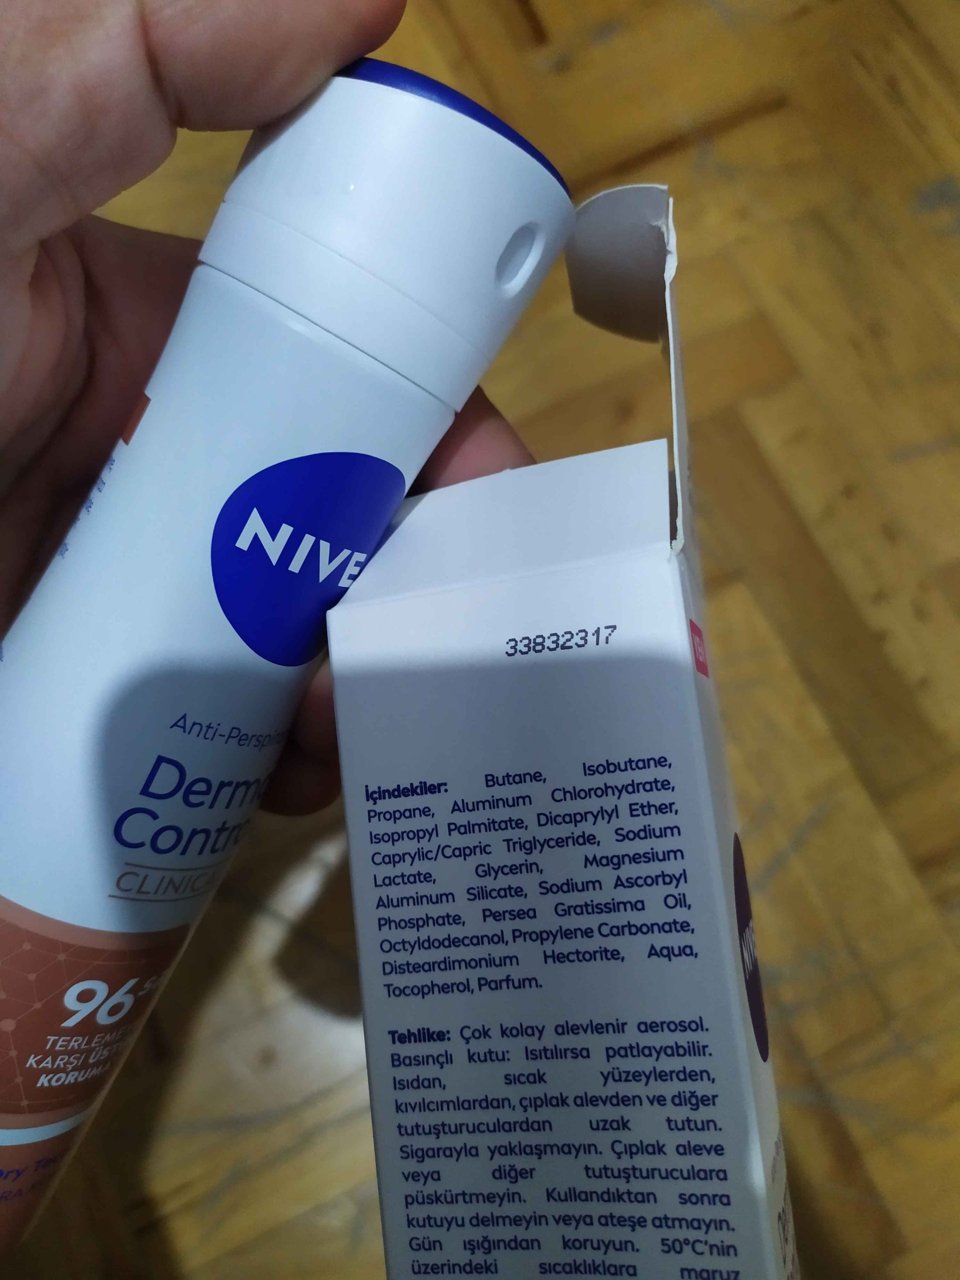 NIVE
Anti-Persp
Derm
Contr
CLINICA
96
TERLEME
KARŞI ÜST
KORUMA
33832317
İçindekiler: Butane, Isobutane,
Propane, Aluminum Chlorohydrate,
Isopropyl Palmitate, Dicaprylyl Ether,
Caprylic/Capric Triglyceride, Sodium
Lactate, Glycerin, Magnesium
Aluminum Silicate, Sodium Ascorbyl
Phosphate, Persea Gratissima Oil,
Octyldodecanol, Propylene Carbonate,
Disteardimonium Hectorite, Aqua,
Tocopherol, Parfum.
Tehlike: Çok kolay alevlenir aerosol.
Basınçlı kutu: Isıtılırsa patlayabilir.
Isıdan, sıcak yüzeylerden,
kıvılcımlardan, çıplak alevden ve diğer
tutuşturuculardan uzak tutun.
Sigarayla yaklaşmayın. Çıplak aleve
veya diğer tutuşturuculara
püskürtmeyin. Kullandıktan sonra
kutuyu delmeyin veya ateşe atmayın.
Gün ışığından koruyun. 50°C'nin
üzerindeki sıcaklıklara maruz